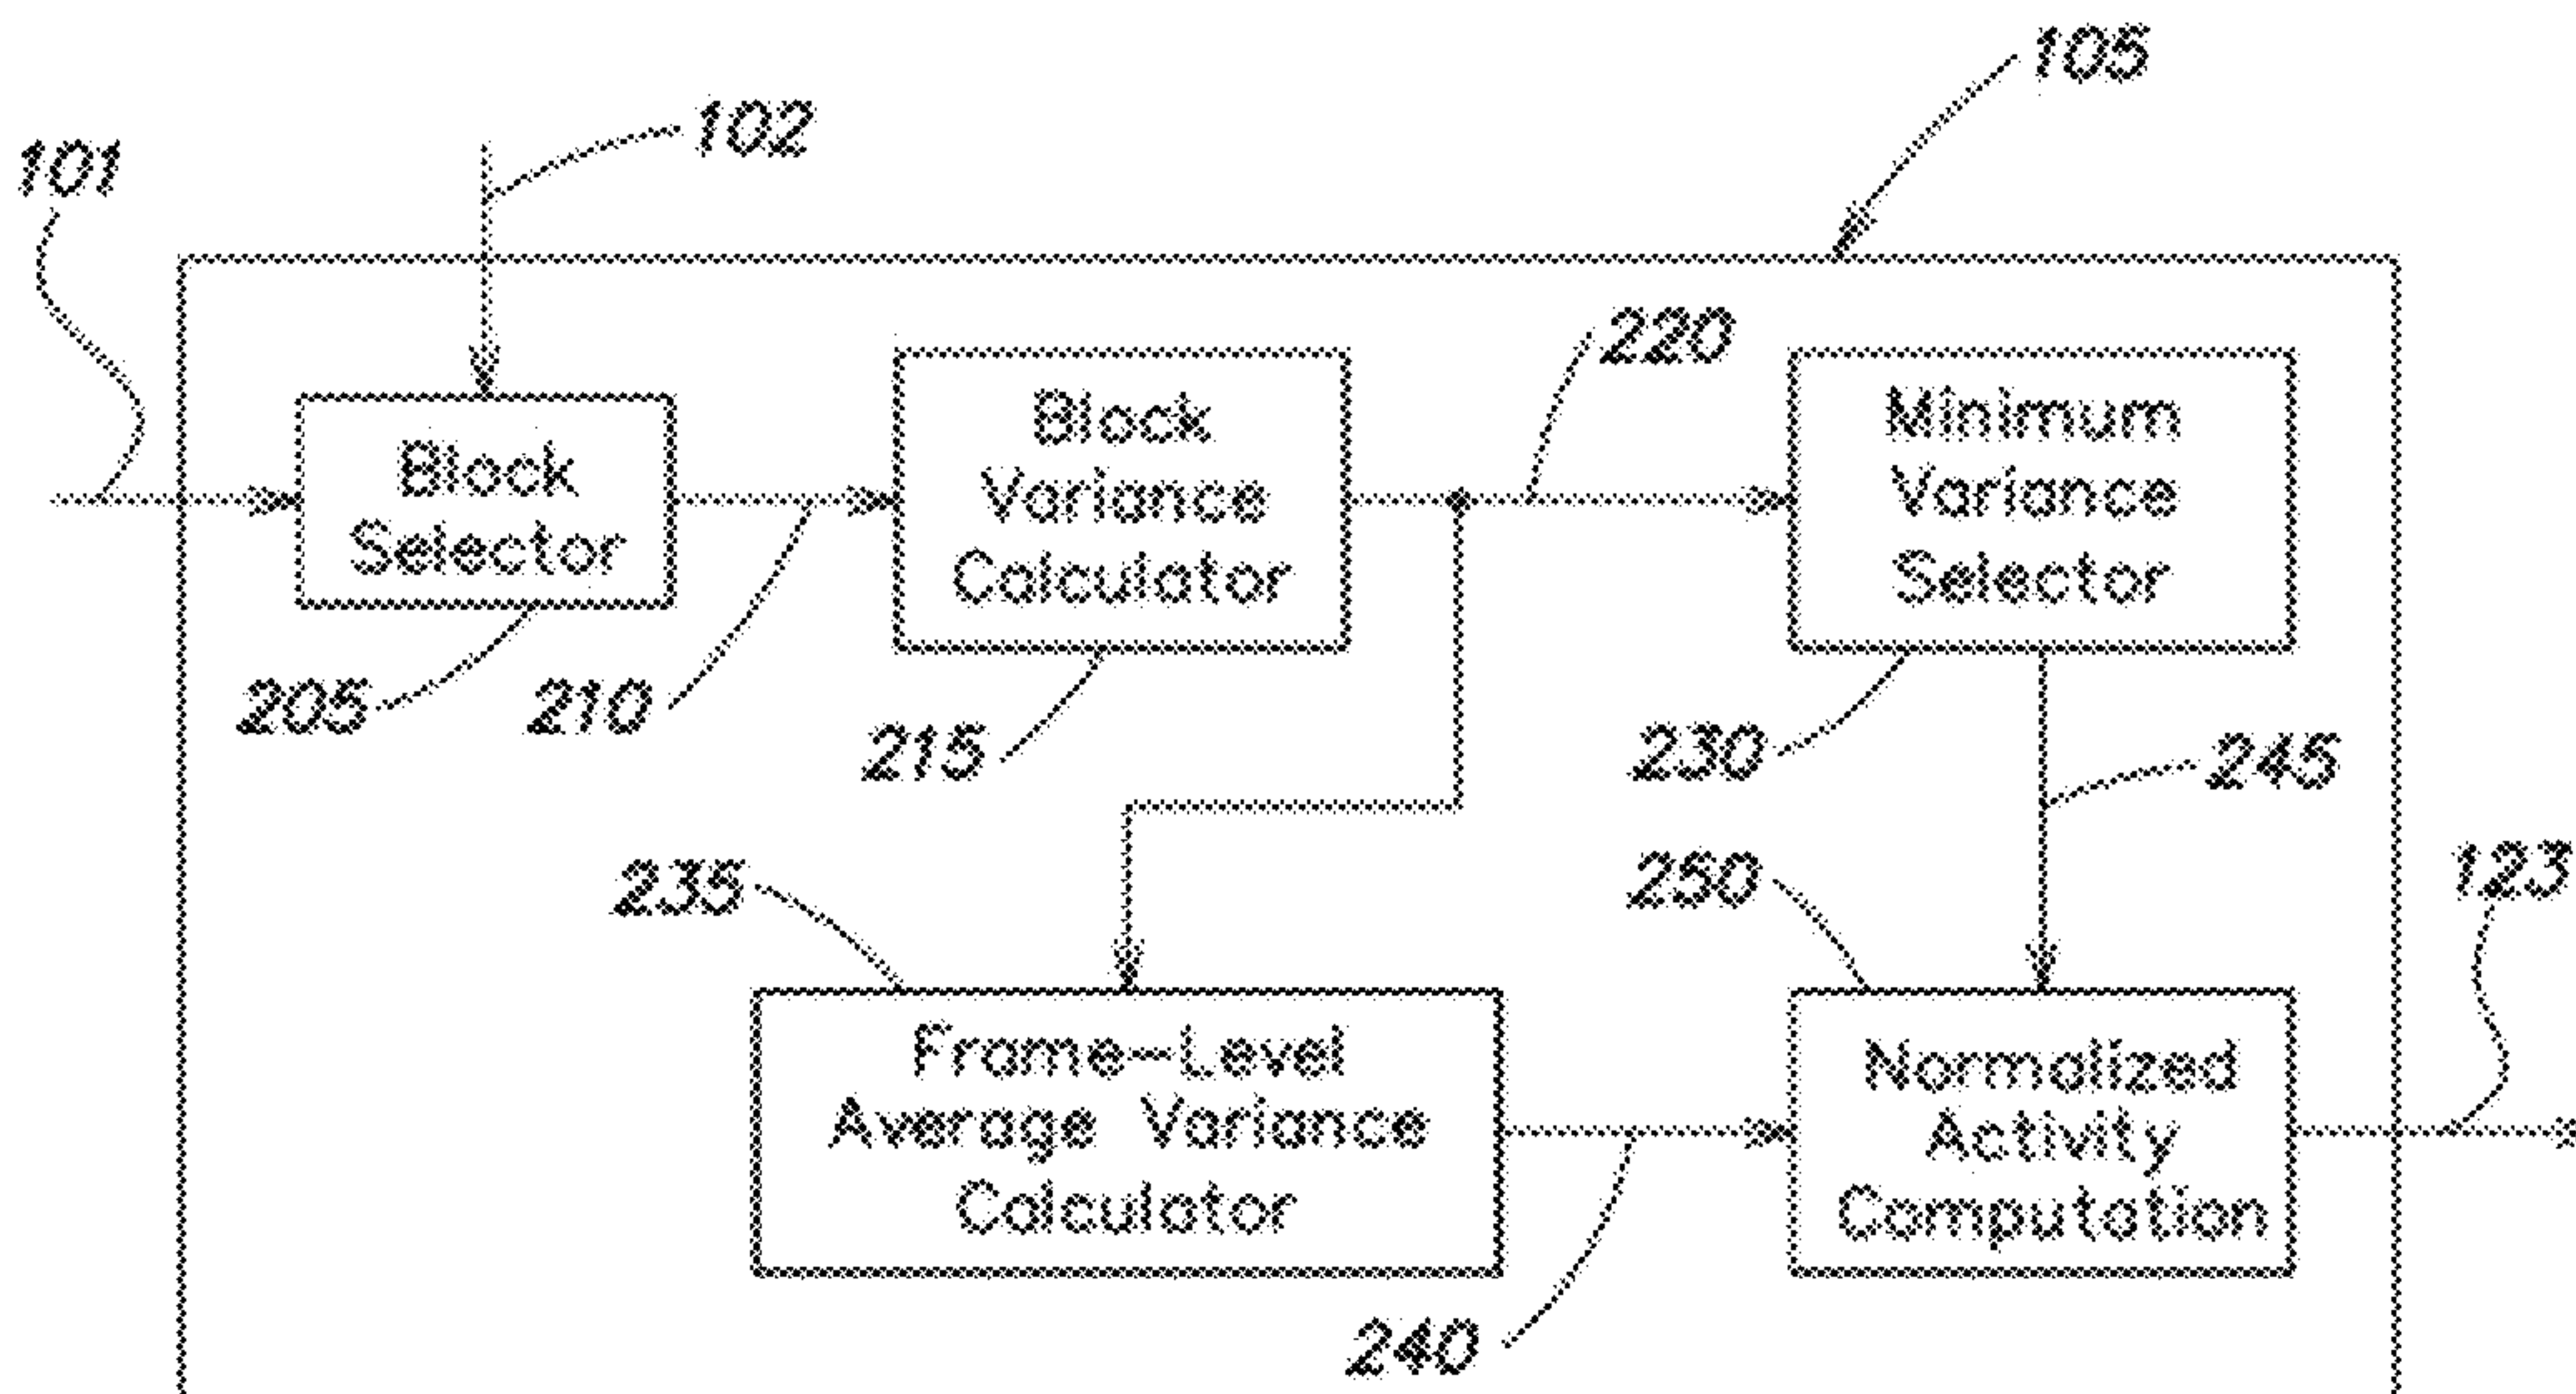 105
102
101
220
Block
Selector
Block
Variance
Calculator
Minimum
Variance
Selector
205
210
215
230
245
235
250
123
Frame-Level
Average Variance
Calculator
Normalized
Activity
Computation
240